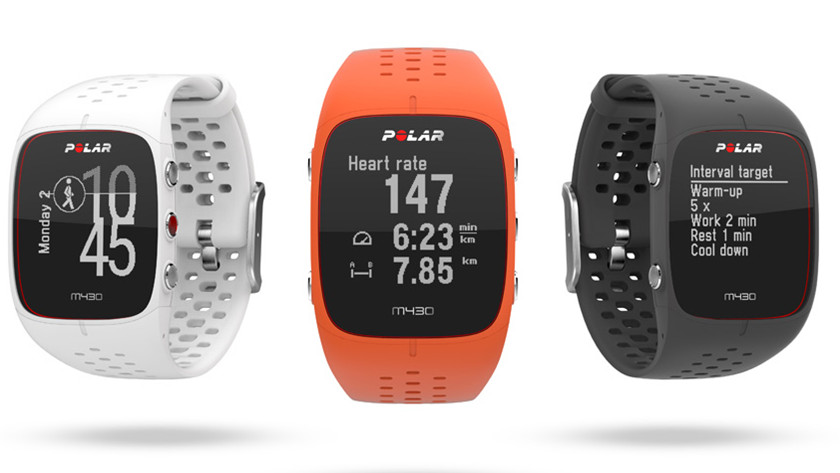 POLAR
Monday 2
10
45
M430
POLAR
Heart rate
147
6:23 min km
A B
7.85 km
M430
POLAR
Interval target
Warm-up
5 x
Work 2 min
Rest 1 min
Cool down
M430